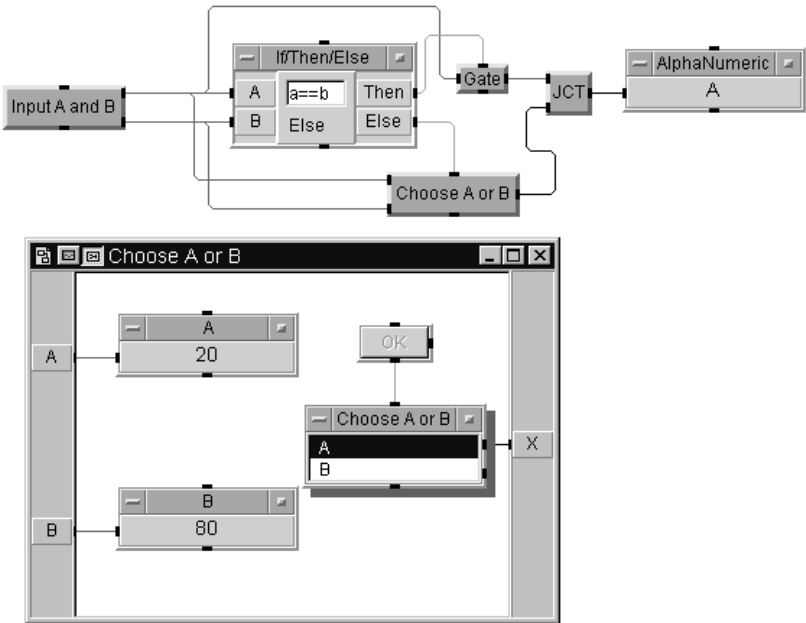 If/Then/Else
AlphaNumeric
Input A and B
A
a==b
Then
Gate
JCT
A
B
Else
Else
Choose A or B
Choose A or B
A
20
OK
A
Choose A or B
A
B
X
B
80
B